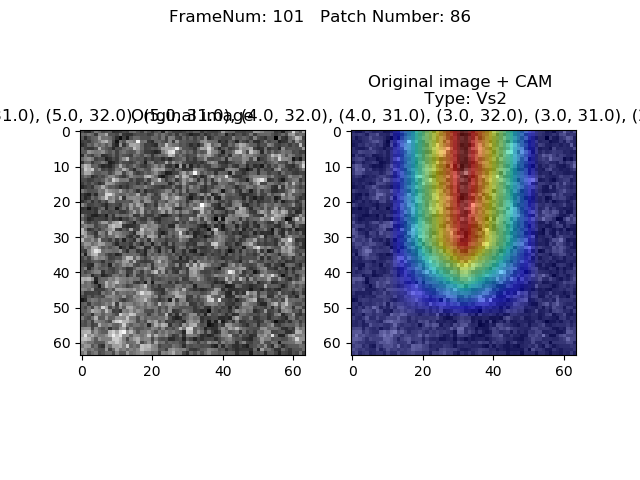 FrameNum: 101   Patch Number: 86
Original image + CAM
Type: Vs2
31.0), (5.0, 32.0), (5.0, 31.0), (4.0, 32.0), (4.0, 31.0), (3.0, 32.0), (3.0, 31.0), (
Original image
0
10
20
30
40
50
60
0 20 40 60
0
10
20
30
40
50
60
0 20 40 60